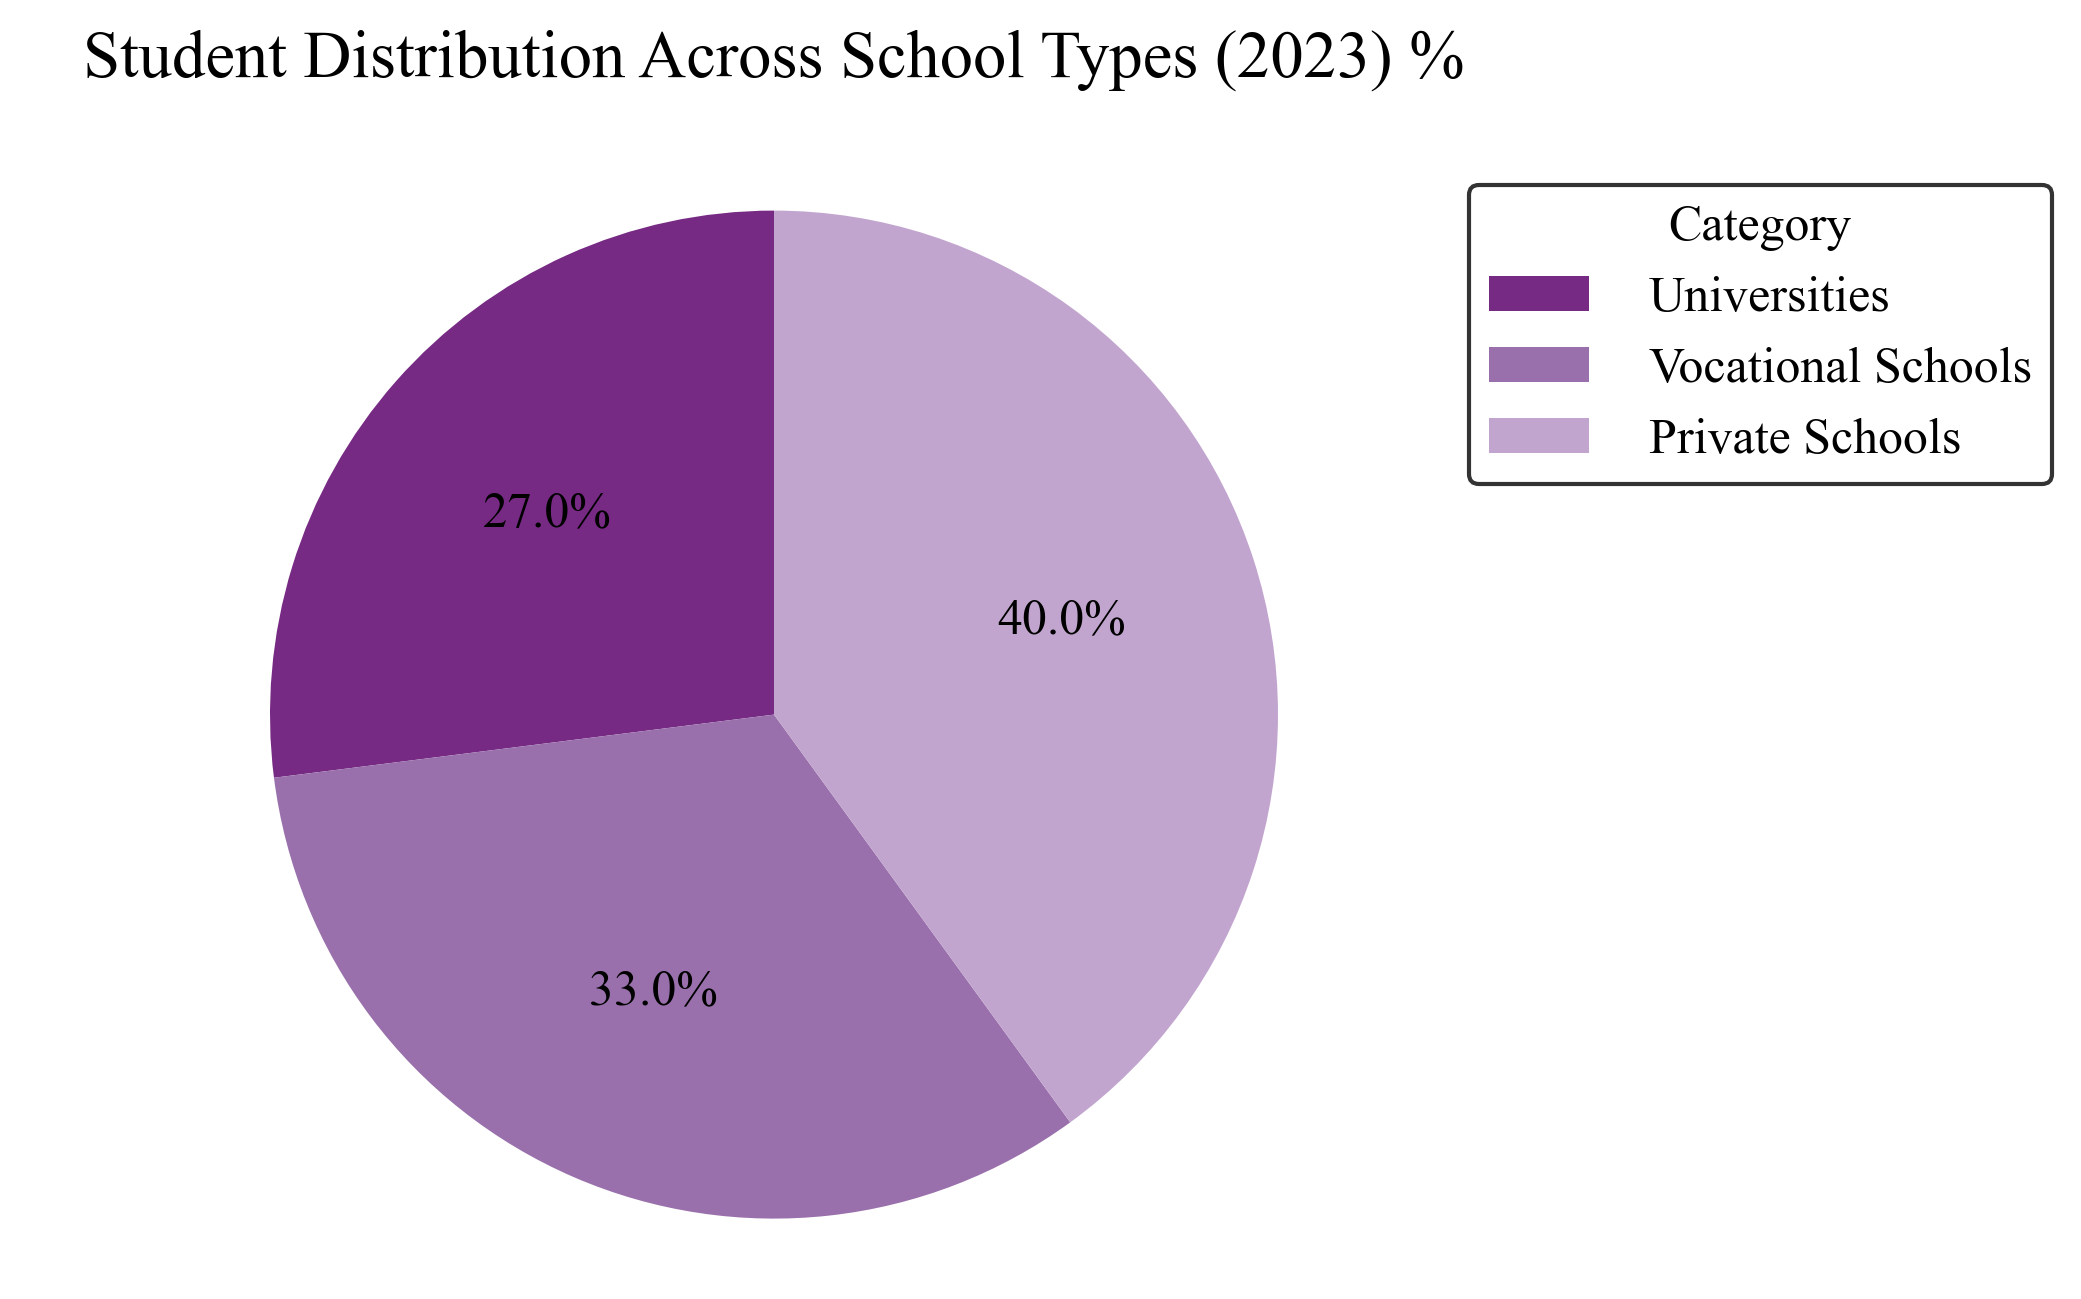 Student Distribution Across School Types (2023) %
Category
Universities
Vocational Schools
Private Schools
27.0%
40.0%
33.0%